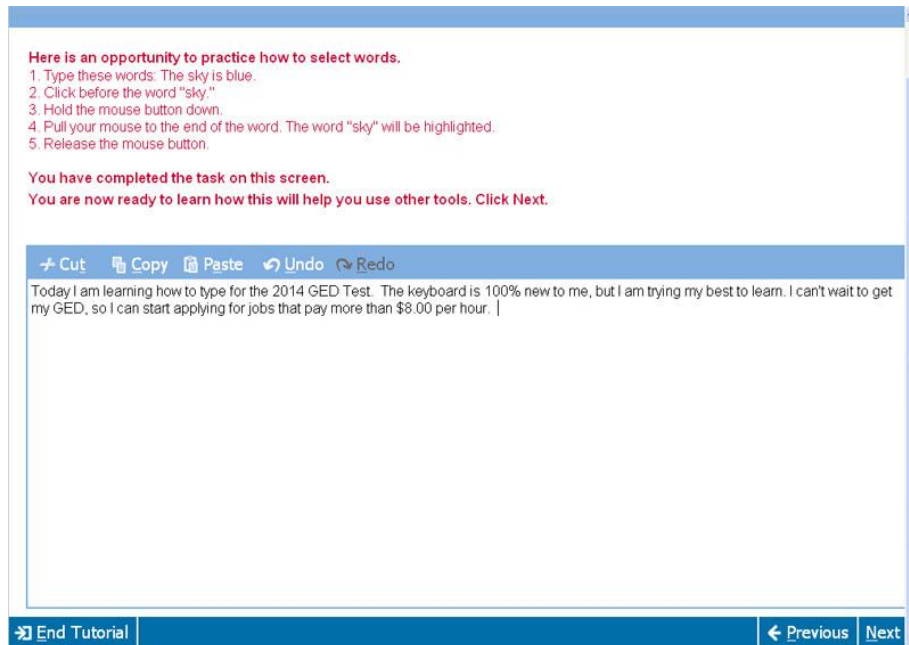 Here is an opportunity to practice how to select words.
1. Type these words: The sky is blue.
2. Click before the word "sky."
3. Hold the mouse button down.
4. Pull your mouse to the end of the word. The word "sky" will be highlighted.
5. Release the mouse button.
You have completed the task on this screen.
You are now ready to learn how this will help you use other tools. Click Next.
Cut Copy Paste Undo Redo
Today I am learning how to type for the 2014 GED Test.  The keyboard is 100% new to me, but I am trying my best to learn. I can't wait to get
my GED, so I can start applying for jobs that pay more than $8.00 per hour.
End Tutorial Previous Next